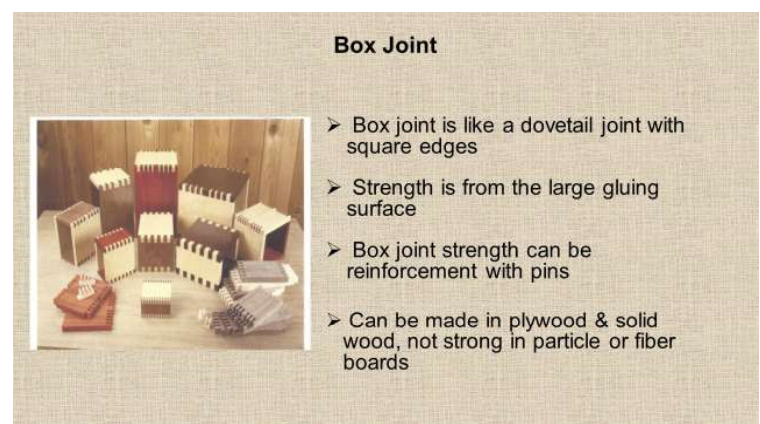 Box Joint
➢ Box joint is like a dovetail joint with
square edges
➢ Strength is from the large gluing
surface
➢ Box joint strength can be
reinforcement with pins
➢ Can be made in plywood & solid
wood, not strong in particle or fiber
boards